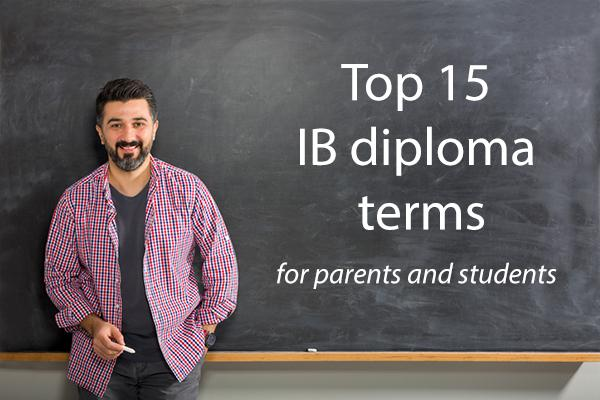 Top 15
IB diploma
terms
for parents and students